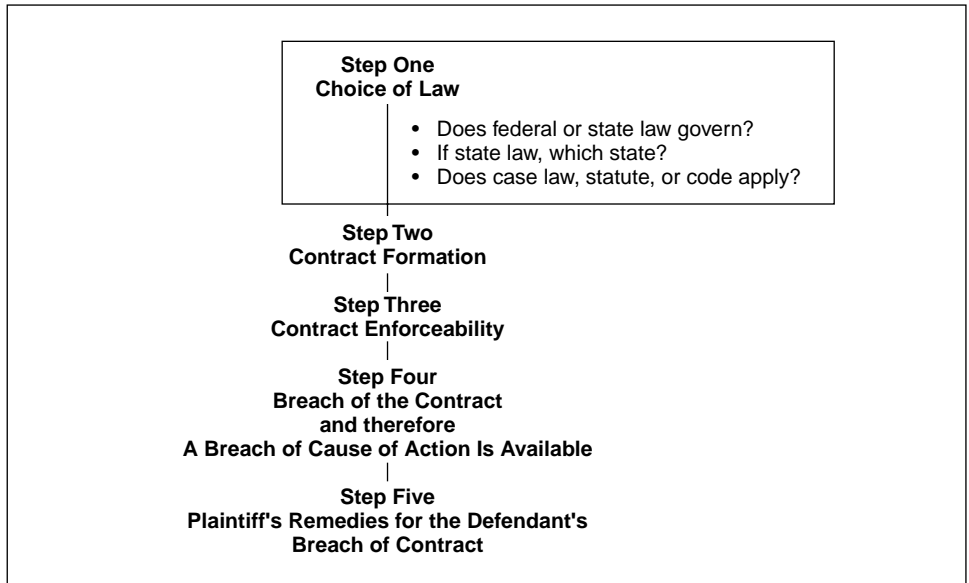 Step One
Choice of Law
• Does federal or state law govern?
• If state law, which state?
• Does case law, statute, or code apply?
Step Two
Contract Formation
Step Three
Contract Enforceability
Step Four
Breach of the Contract
and therefore
A Breach of Cause of Action Is Available
Step Five
Plaintiff's Remedies for the Defendant's
Breach of Contract